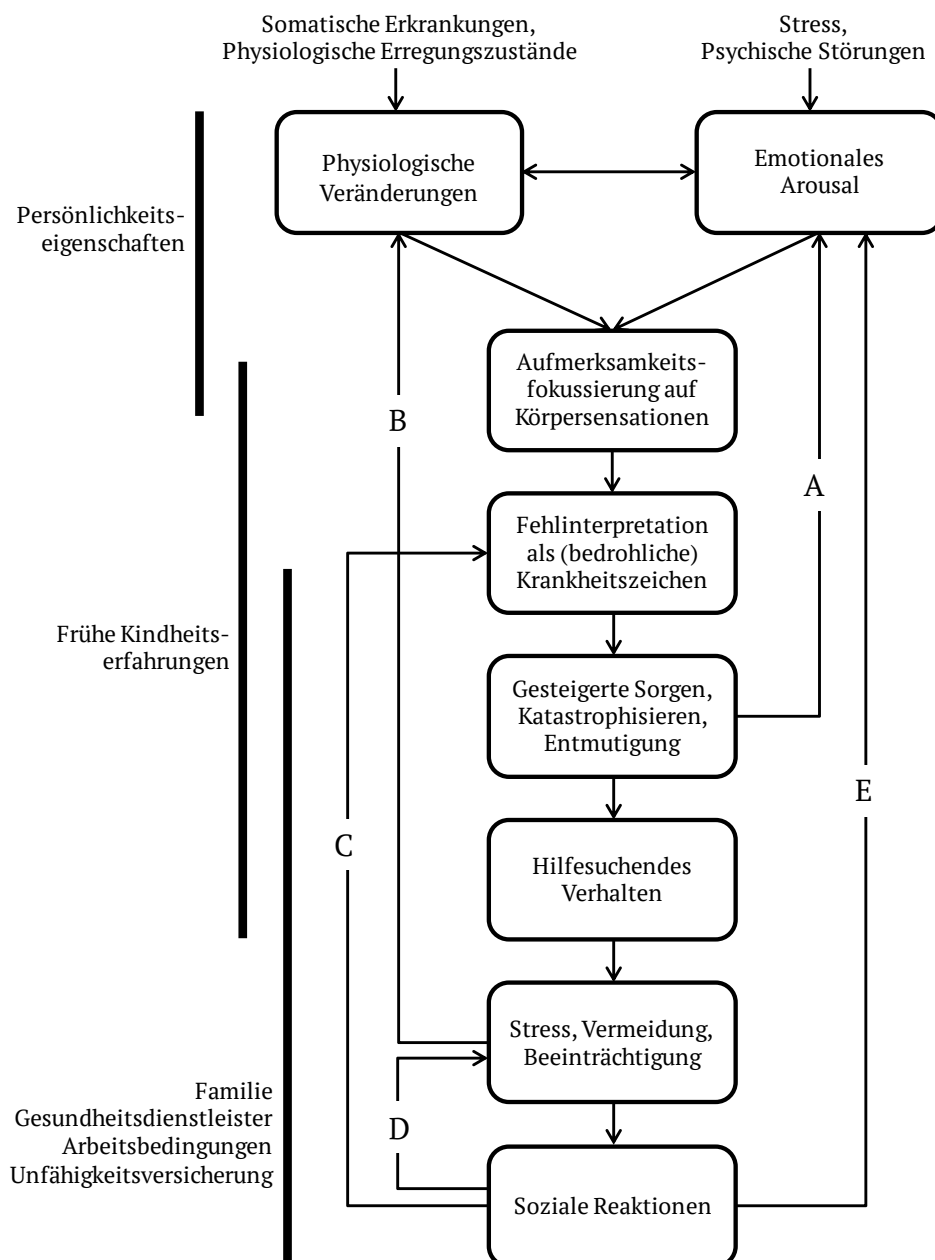 Somatische Erkrankungen,
Physiologische Erregungszustände
Stress,
Psychische Störungen
Physiologische
Veränderungen
Emotionales
Arousal
Persönlichkeits-
eigenschaften
Aufmerksamkeits-
fokussierung auf
Körpersensationen
B
A
Fehlinterpretation
als (bedrohliche)
Krankheitszeichen
Frühe Kindheits-
erfahrungen
Gesteigerte Sorgen,
Katastrophisieren,
Entmutigung
E
C
Hilfesuchendes
Verhalten
Stress, Vermeidung,
Beeinträchtigung
Familie
Gesundheitsdienstleister
Arbeitsbedingungen
Unfähigkeitsversicherung
D
Soziale Reaktionen